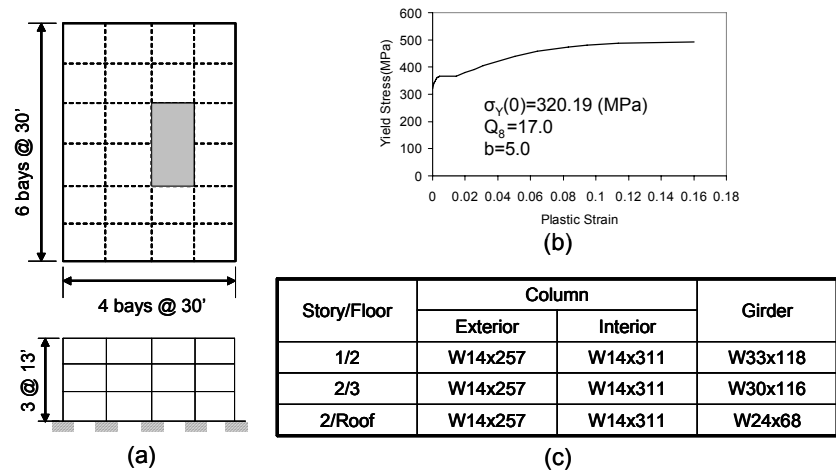 6 bays @ 30'
4 bays @ 30'
3 @ 13'
(a)
600
500
400
300
200
100
0
Yield Stress(MPa)
σY(0)=320.19 (MPa)
Q8=17.0
b=5.0
0 0.02 0.04 0.06 0.08 0.1 0.12 0.14 0.16 0.18
Plastic Strain
(b)
Story/Floor Column Girder
Exterior Interior
1/2 W14x257 W14x311 W33x118
2/3 W14x257 W14x311 W30x116
2/Roof W14x257 W14x311 W24x68
(c)